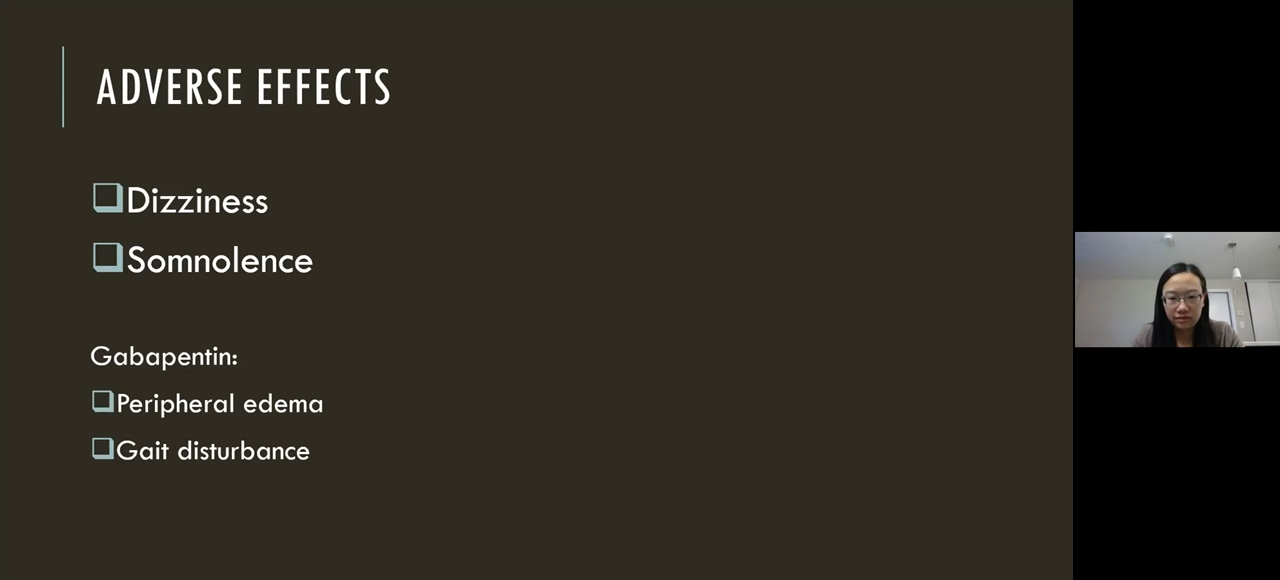 ADVERSE EFFECTS
Dizziness
Somnolence
Gabapentin:
Peripheral edema
Gait disturbance